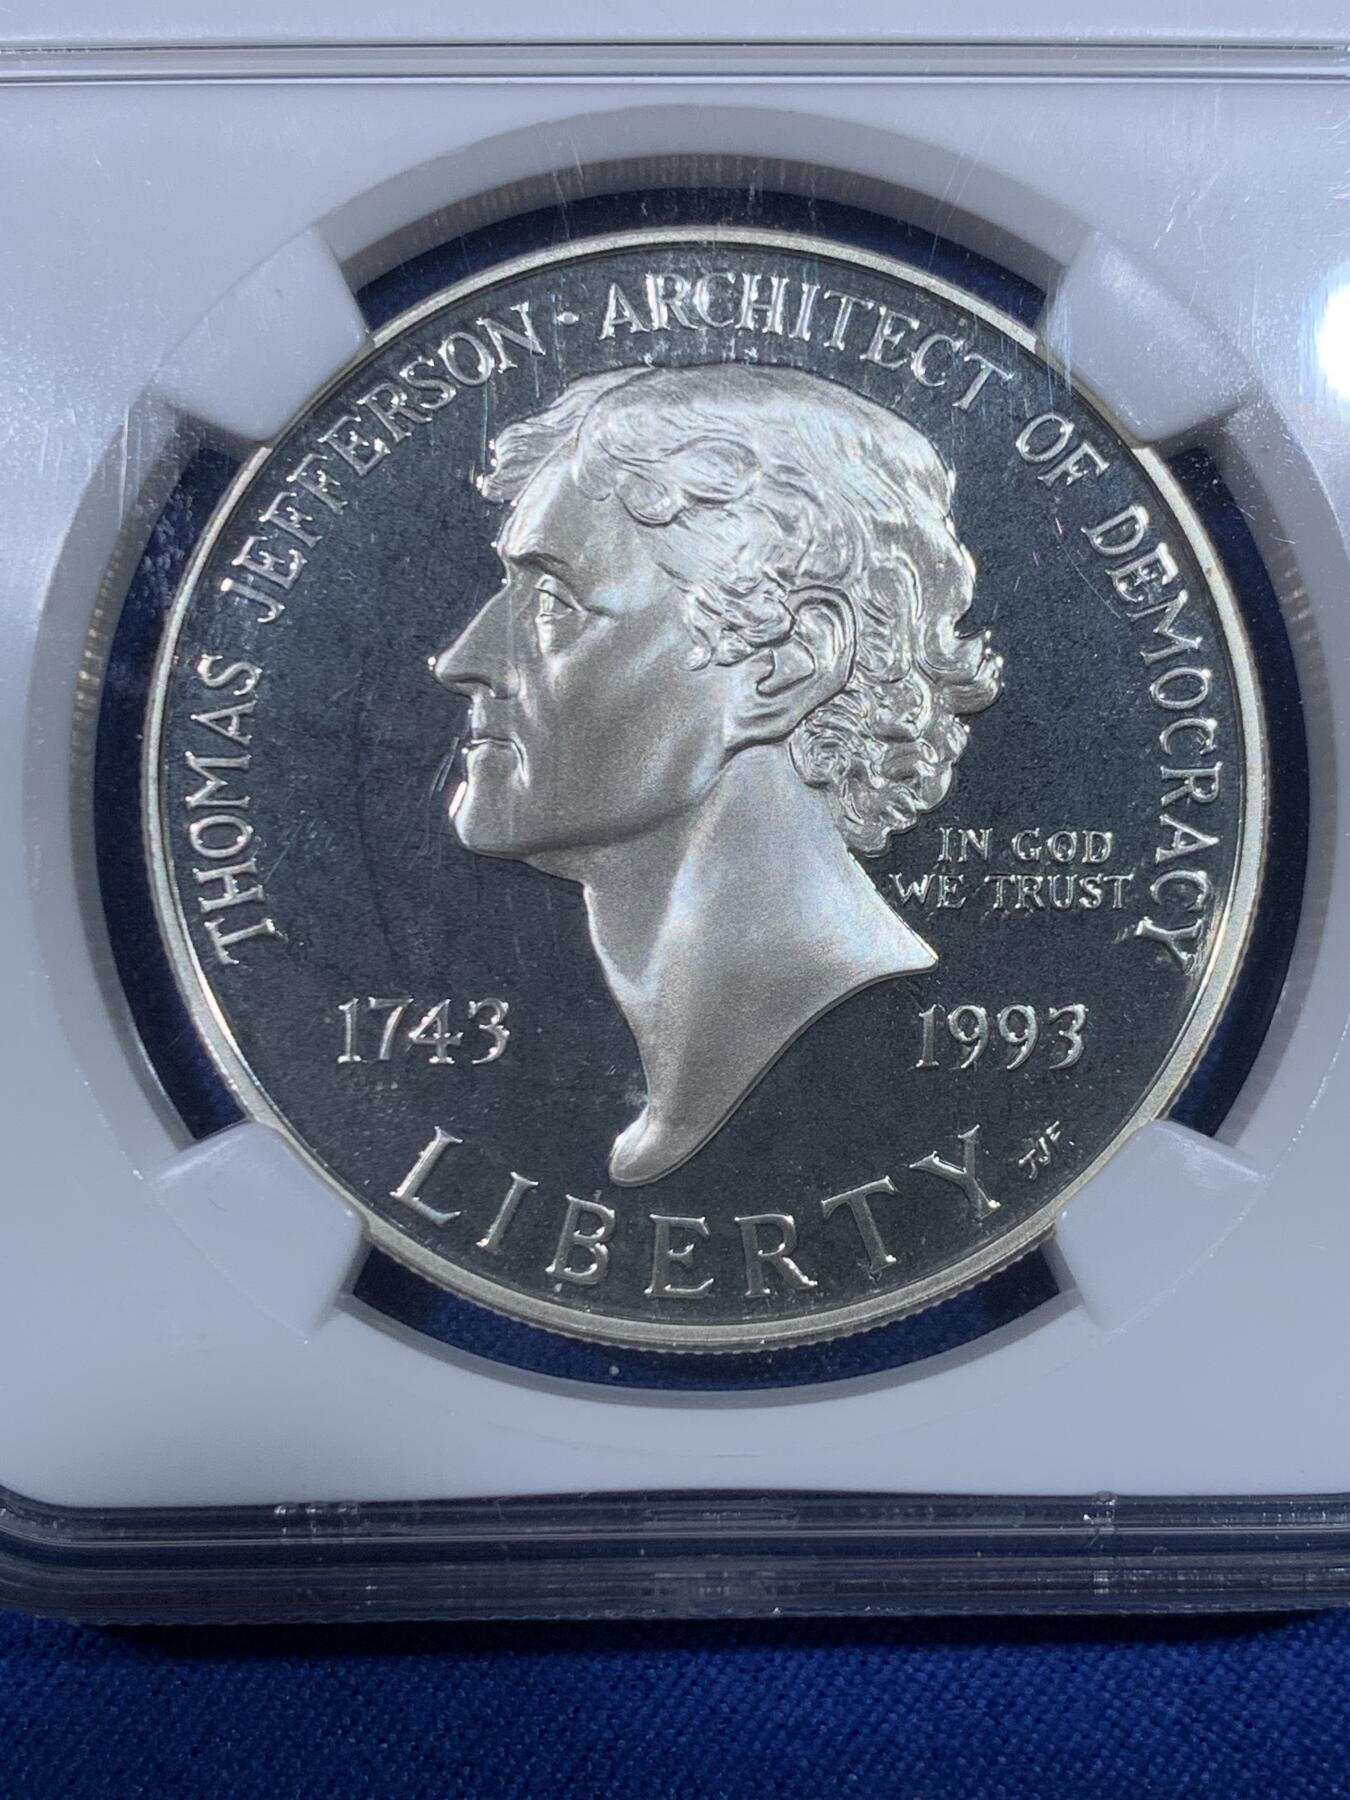 THOMAS JEFFERSON · ARCHITECT OF DEMOCRACY
IN GOD
WE TRUST
1743
1993
LIBERTY
TJF.